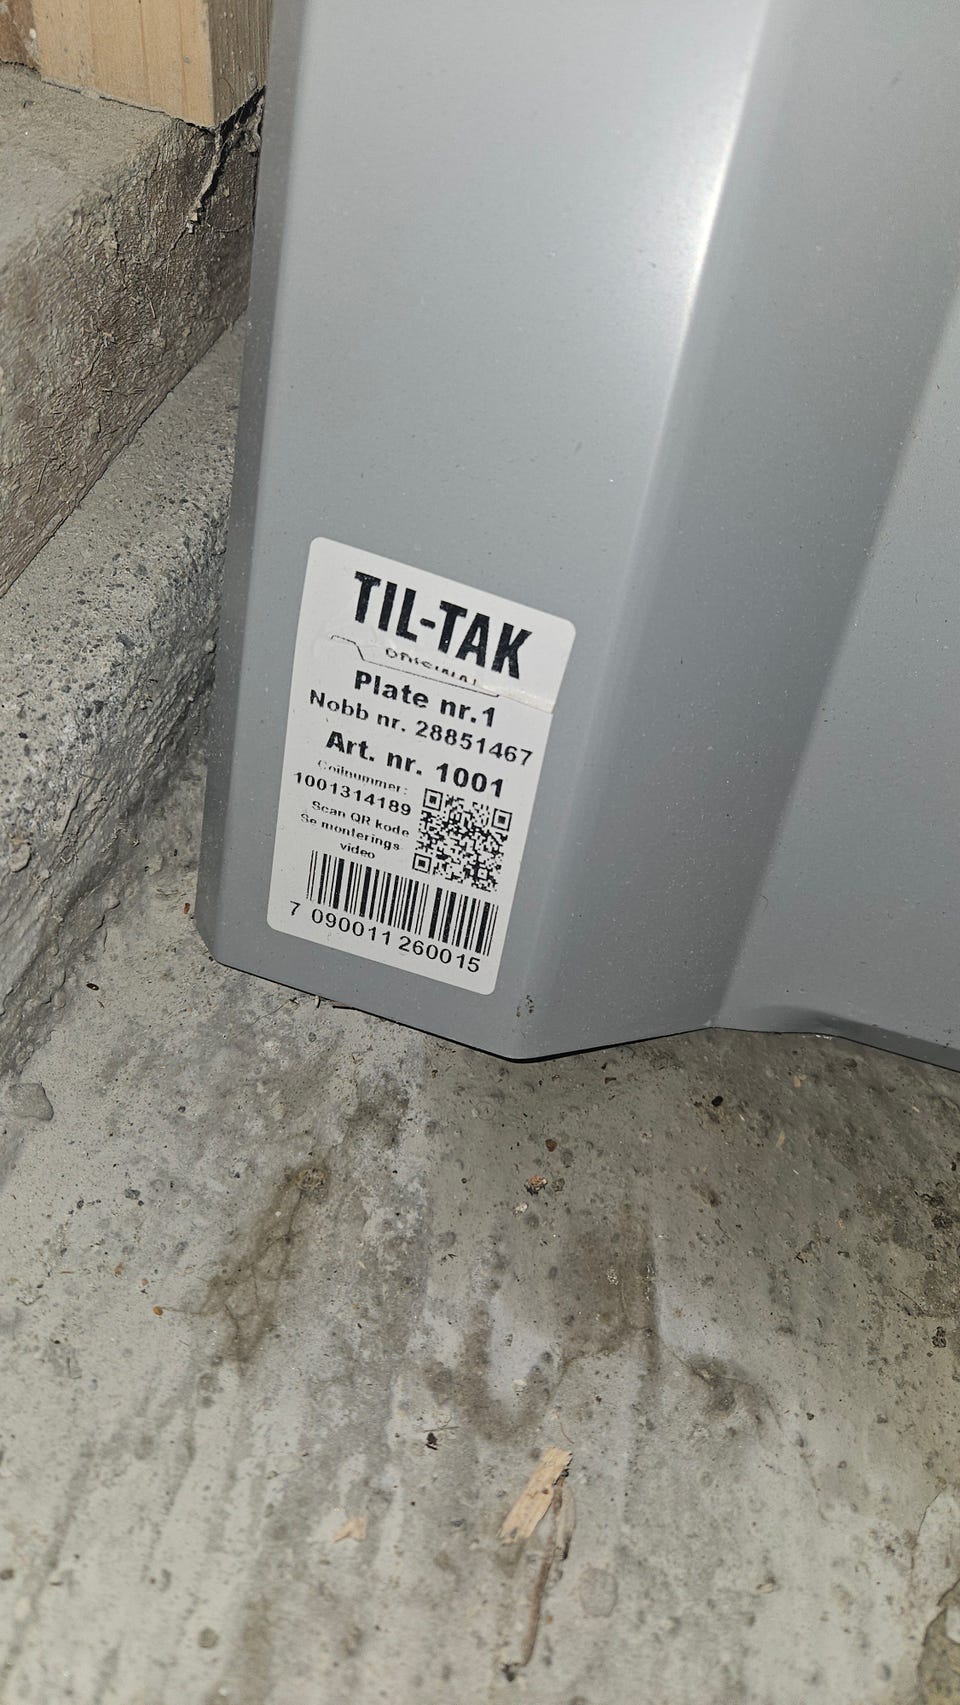 TIL-TAK
ORIGINAL
Plate nr.1
Nobb nr. 28851467
Art. nr. 1001
Coilnummer:
1001314189
Scan QR kode
Se monterings
video
7 090011 260015